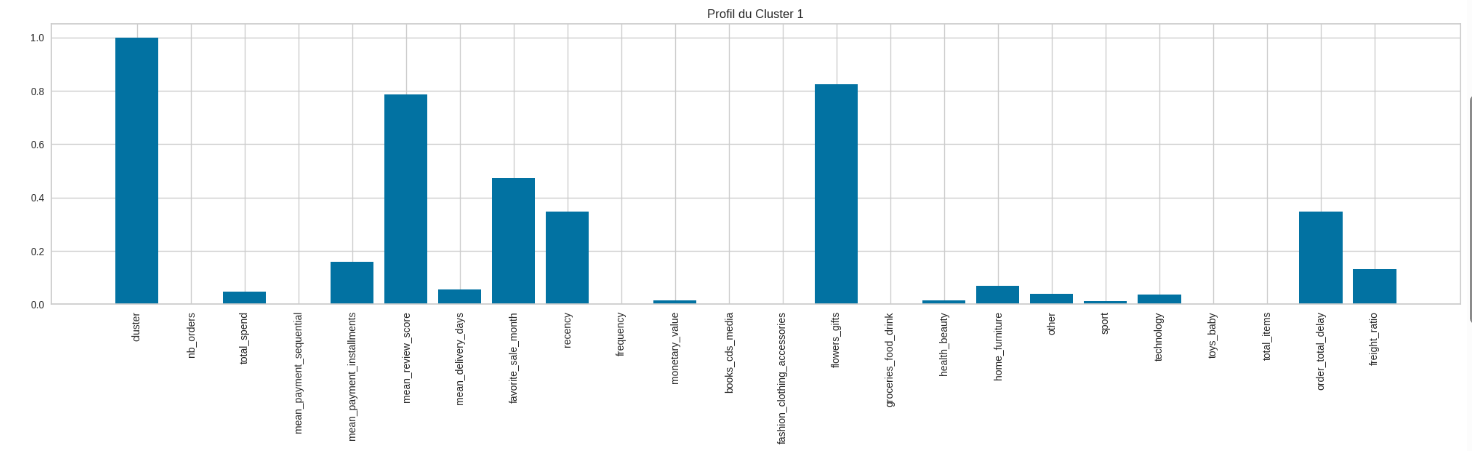 Profil du Cluster 1
1.0
0.8
0.6
0.4
0.2
0.0
cluster
nb_orders
total_spend
mean_payment_sequential
mean_payment_installments
mean_review_score
mean_delivery_days
favorite_sale_month
recency
frequency
monetary_value
books_cds_media
fashion_clothing_accessories
flowers_gifts
groceries_food_drink
health_beauty
home_furniture
other
sport
technology
toys_baby
total_items
order_total_delay
freight_ratio